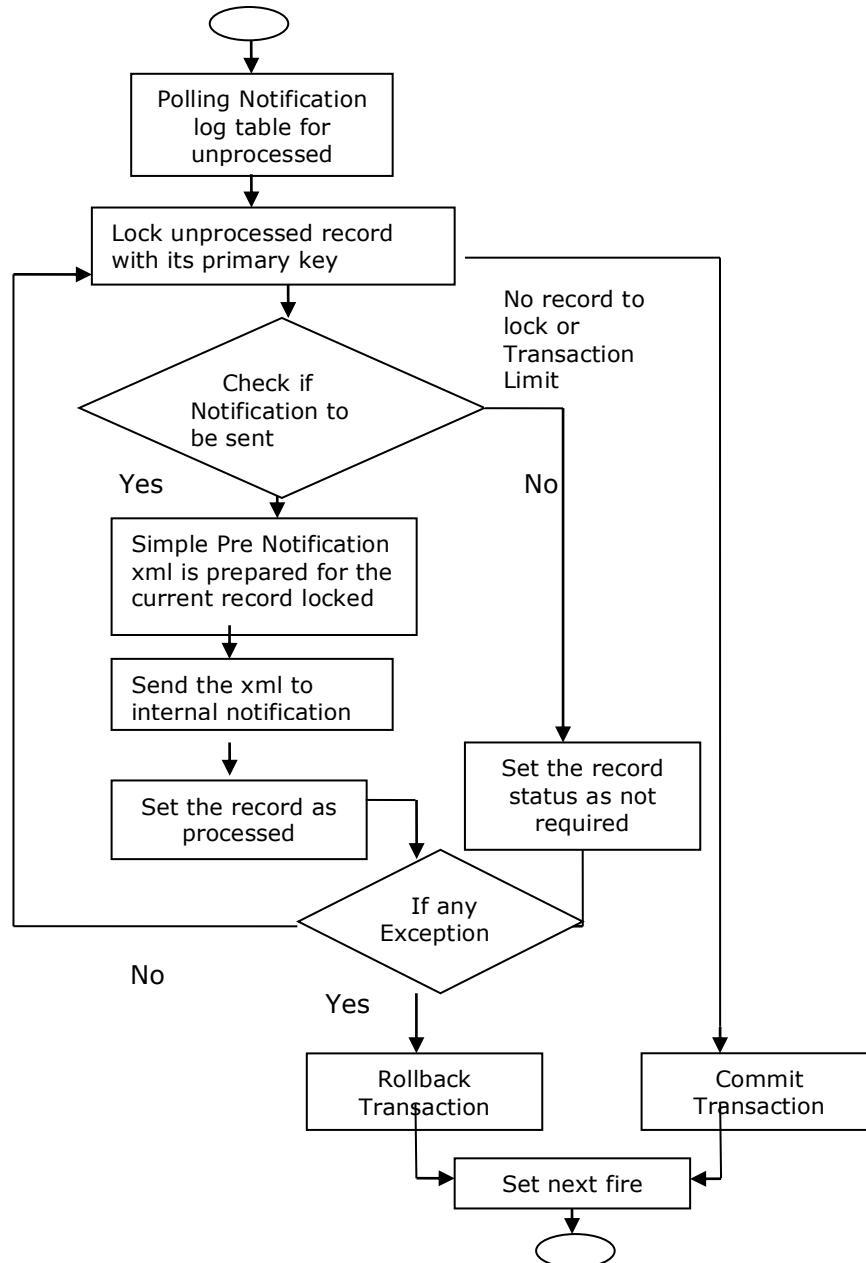 Polling Notification
log table for
unprocessed
Lock unprocessed record
with its primary key
No record to
lock or
Transaction
Limit
Check if
Notification to
be sent
Yes
No
Simple Pre Notification
xml is prepared for the
current record locked
Send the xml to
internal notification
Set the record as
processed
Set the record
status as not
required
If any
Exception
No
Yes
Rollback
Transaction
Commit
Transaction
Set next fire